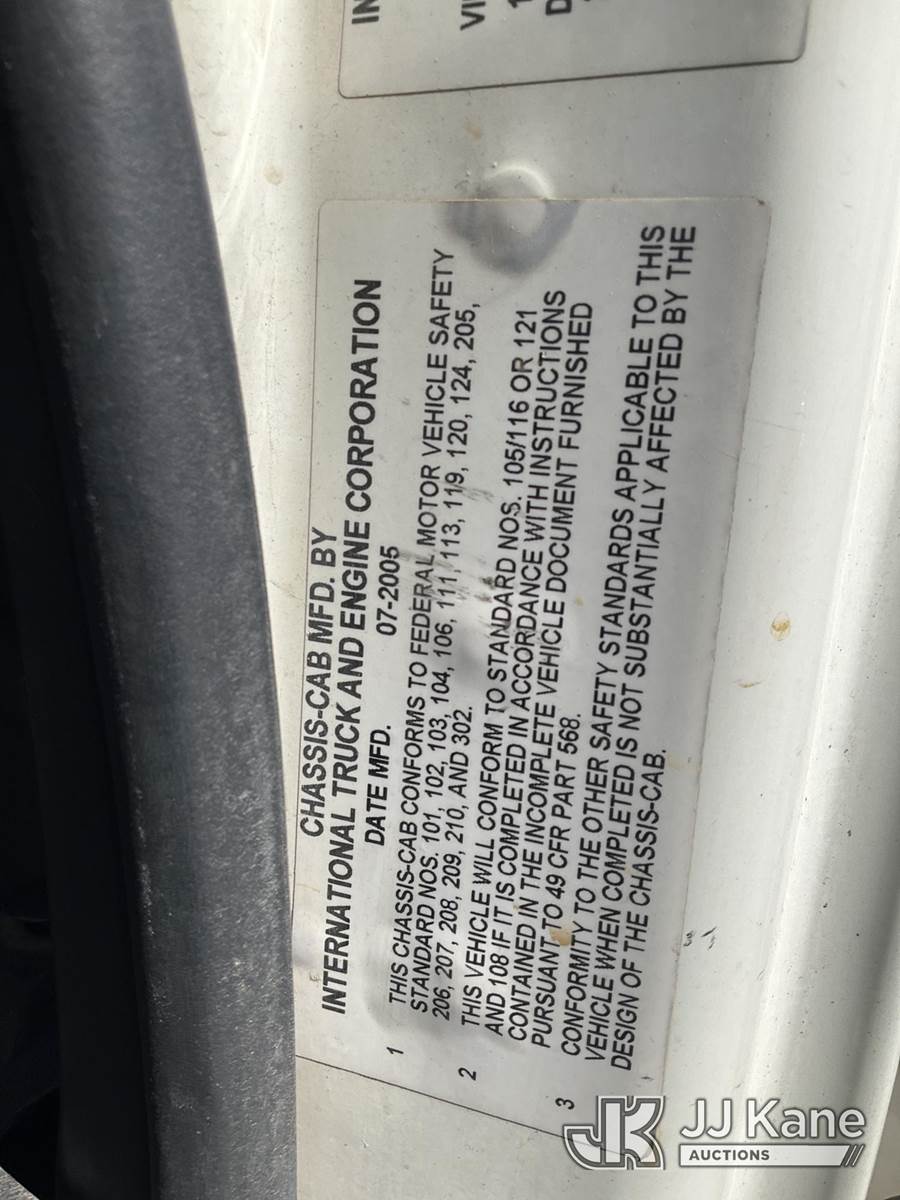 CHASSIS-CAB MFD. BY
INTERNATIONAL TRUCK AND ENGINE CORPORATION
DATE MFD. 07-2005
1 THIS CHASSIS-CAB CONFORMS TO FEDERAL MOTOR VEHICLE SAFETY
STANDARD NOS. 101, 102, 103, 104, 106, 111, 113, 119, 120, 124, 205,
206, 207, 208, 209, 210, AND 302.
2 THIS VEHICLE WILL CONFORM TO STANDARD NOS. 105/116 OR 121
AND 108 IF IT IS COMPLETED IN ACCORDANCE WITH INSTRUCTIONS
CONTAINED IN THE INCOMPLETE VEHICLE DOCUMENT FURNISHED
PURSUANT TO 49 CFR PART 568.
3 CONFORMITY TO THE OTHER SAFETY STANDARDS APPLICABLE TO THIS
VEHICLE WHEN COMPLETED IS NOT SUBSTANTIALLY AFFECTED BY THE
DESIGN OF THE CHASSIS-CAB.
JK JJ Kane
AUCTIONS